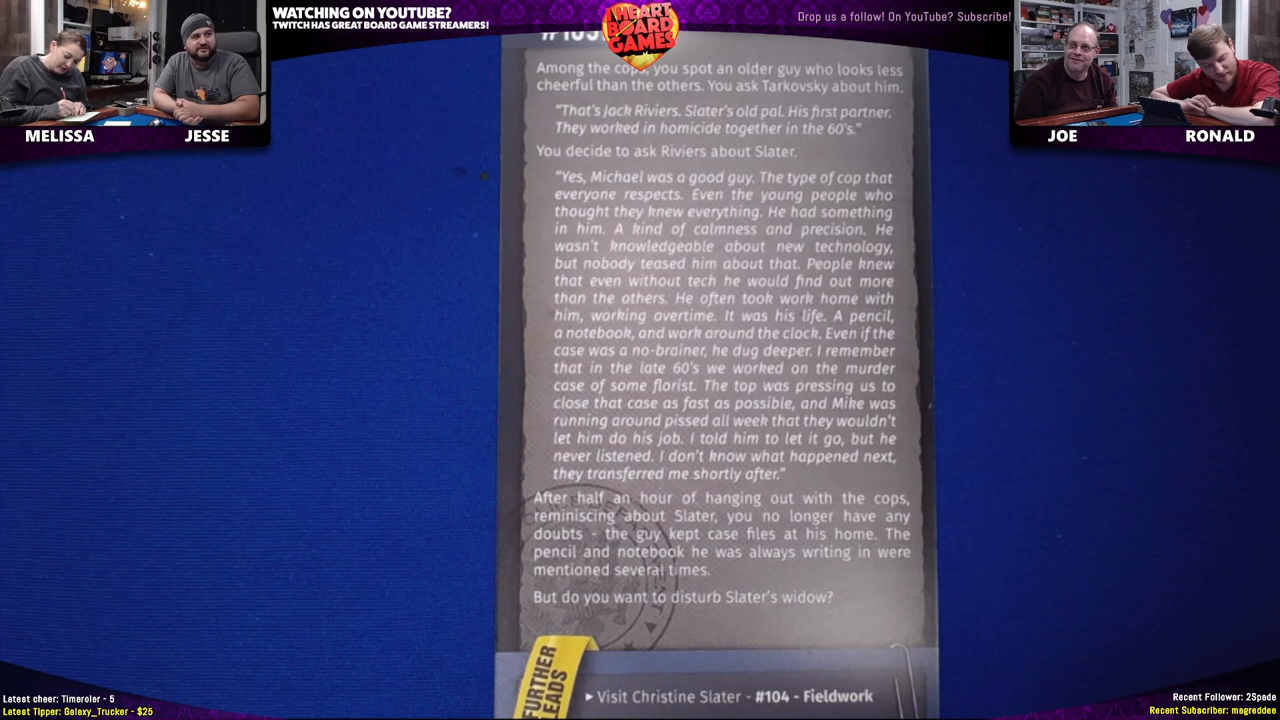 WATCHING ON YOUTUBE?
TWITCH HAS GREAT BOARD GAME STREAMERS!
I HEART
BOARD
GAMES
Drop us a follow! On YouTube? Subscribe!
MELISSA
JESSE
JOE
RONALD
Among the cops, you spot an older guy who looks less
cheerful than the others. You ask Tarkovsky about him.
"That's Jack Riviers. Slater's old pal. His first partner.
They worked in homicide together in the 60's."
You decide to ask Riviers about Slater.
"Yes, Michael was a good guy. The type of cop that
everyone respects. Even the young people who
thought they knew everything. He had something
in him. A kind of calmness and precision. He
wasn't knowledgeable about new technology,
but nobody teased him about that. People knew
that even without tech he would find out more
than the others. He often took work home with
him, working overtime. It was his life. A pencil,
a notebook, and work around the clock. Even if the
case was a no-brainer, he dug deeper. I remember
that in the late 60's we worked on the murder
case of some florist. The top was pressing us to
close that case as fast as possible, and Mike was
running around pissed all week that they wouldn't
let him do his job. I told him to let it go, but he
never listened. I don't know what happened next,
they transferred me shortly after."
After half an hour of hanging out with the cops,
reminiscing about Slater, you no longer have any
doubts - the guy kept case files at his home. The
pencil and notebook he was always writing in were
mentioned several times.
But do you want to disturb Slater's widow?
FURTHER
LEADS
▸ Visit Christine Slater - #104 - Fieldwork
Latest cheer: Timeroler - 5
Latest Tipper: Galaxy_Trucker - $25
Recent Follower: 2Spade
Recent Subscriber: magreddee